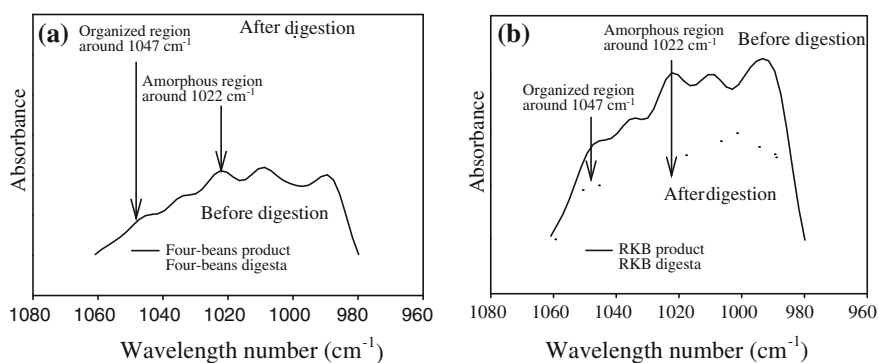 (a)
After digestion
Organized region
around 1047 cm⁻¹
Amorphous region
around 1022 cm⁻¹
Absorbance
Before digestion
Four-beans product
Four-beans digesta
1080 1060 1040 1020 1000 980 960
Wavelength number (cm⁻¹)
(b)
Amorphous region
around 1022 cm⁻¹
Before digestion
Organized region
around 1047 cm⁻¹
Absorbance
Afterdigestion
RKB product
RKB digesta
1080 1060 1040 1020 1000 980 960
Wavelength number (cm⁻¹)